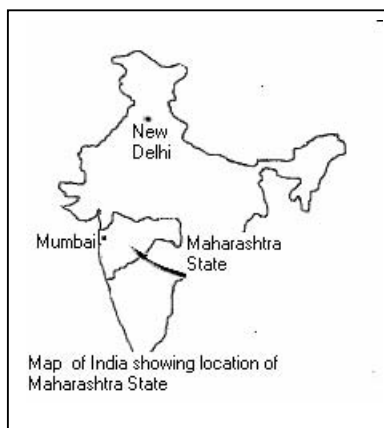 New
Delhi
Mumbai
Maharashtra
State
Map of India showing location of
Maharashtra State